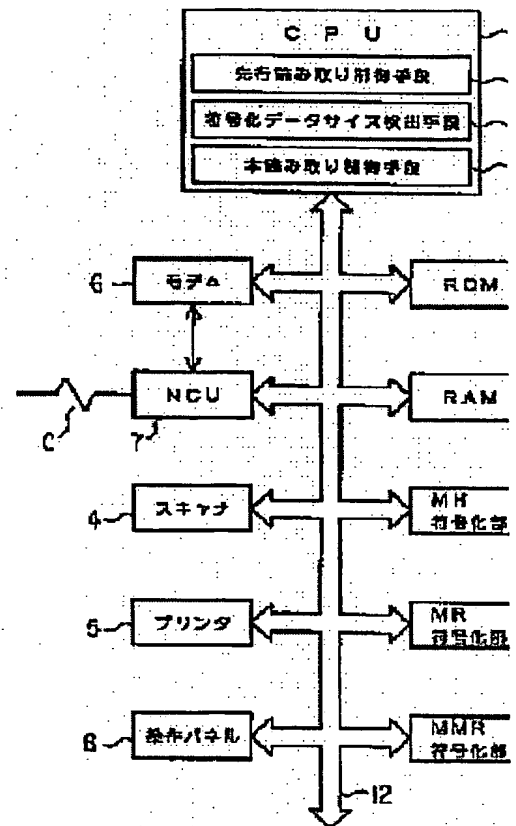 CPU
先行読み取り制御手段
符号化データサイズ検出手段
本読み取り制御手段
6
モデム
ROM
NCU
RAM
C
7
4
スキャナ
MH
符号化部
5
プリンタ
MR
符号化部
操作パネル
MMR
符号化部
12